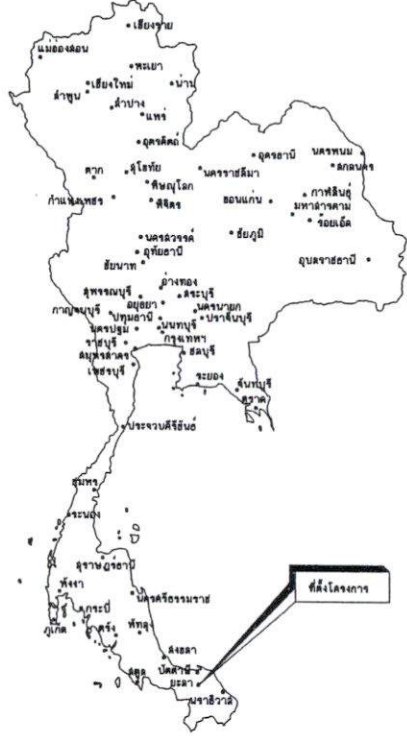 เชียงราย
แม่ฮ่องสอน
พะเยา
เชียงใหม่
น่าน
ลำพูน
ลำปาง
แพร่
อุตรดิตถ์
อุดรธานี
นครพนม
สกลนคร
ตาก
สุโขทัย
นครราชสีมา
พิษณุโลก
กำแพงเพชร
พิจิตร
ขอนแก่น
กาฬสินธุ์
มหาสารคาม
ร้อยเอ็ด
นครสวรรค์
ชัยภูมิ
อุทัยธานี
ชัยนาท
อุบลราชธานี
อ่างทอง
สุพรรณบุรี
สระบุรี
อยุธยา
กาญจนบุรี
นครนายก
ปทุมธานี
ปราจีนบุรี
นครปฐม
นนทบุรี
กรุงเทพฯ
ราชบุรี
สมุทรสาคร
ชลบุรี
เพชรบุรี
ระยอง
จันทบุรี
ตราด
ประจวบคีรีขันธ์
ชุมพร
ระนอง
สุราษฎร์ธานี
พังงา
นครศรีธรรมราช
ที่ตั้งโครงการ
กระบี่
ภูเก็ต
ตรัง
พัทลุง
สงขลา
สตูล
ปัตตานี
ยะลา
นราธิวาส